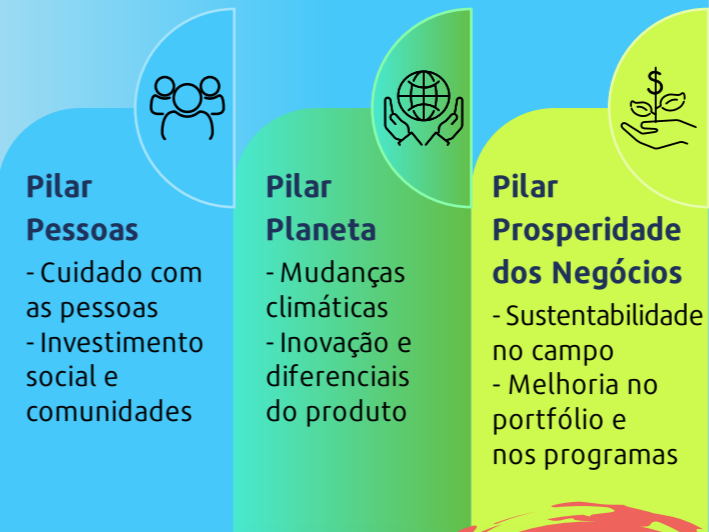 Pilar
Pessoas
- Cuidado com
as pessoas
- Investimento
social e
comunidades
Pilar
Planeta
- Mudanças
climáticas
- Inovação e
diferenciais
do produto
$
Pilar
Prosperidade
dos Negócios
- Sustentabilidade
no campo
- Melhoria no
portfólio e
nos programas